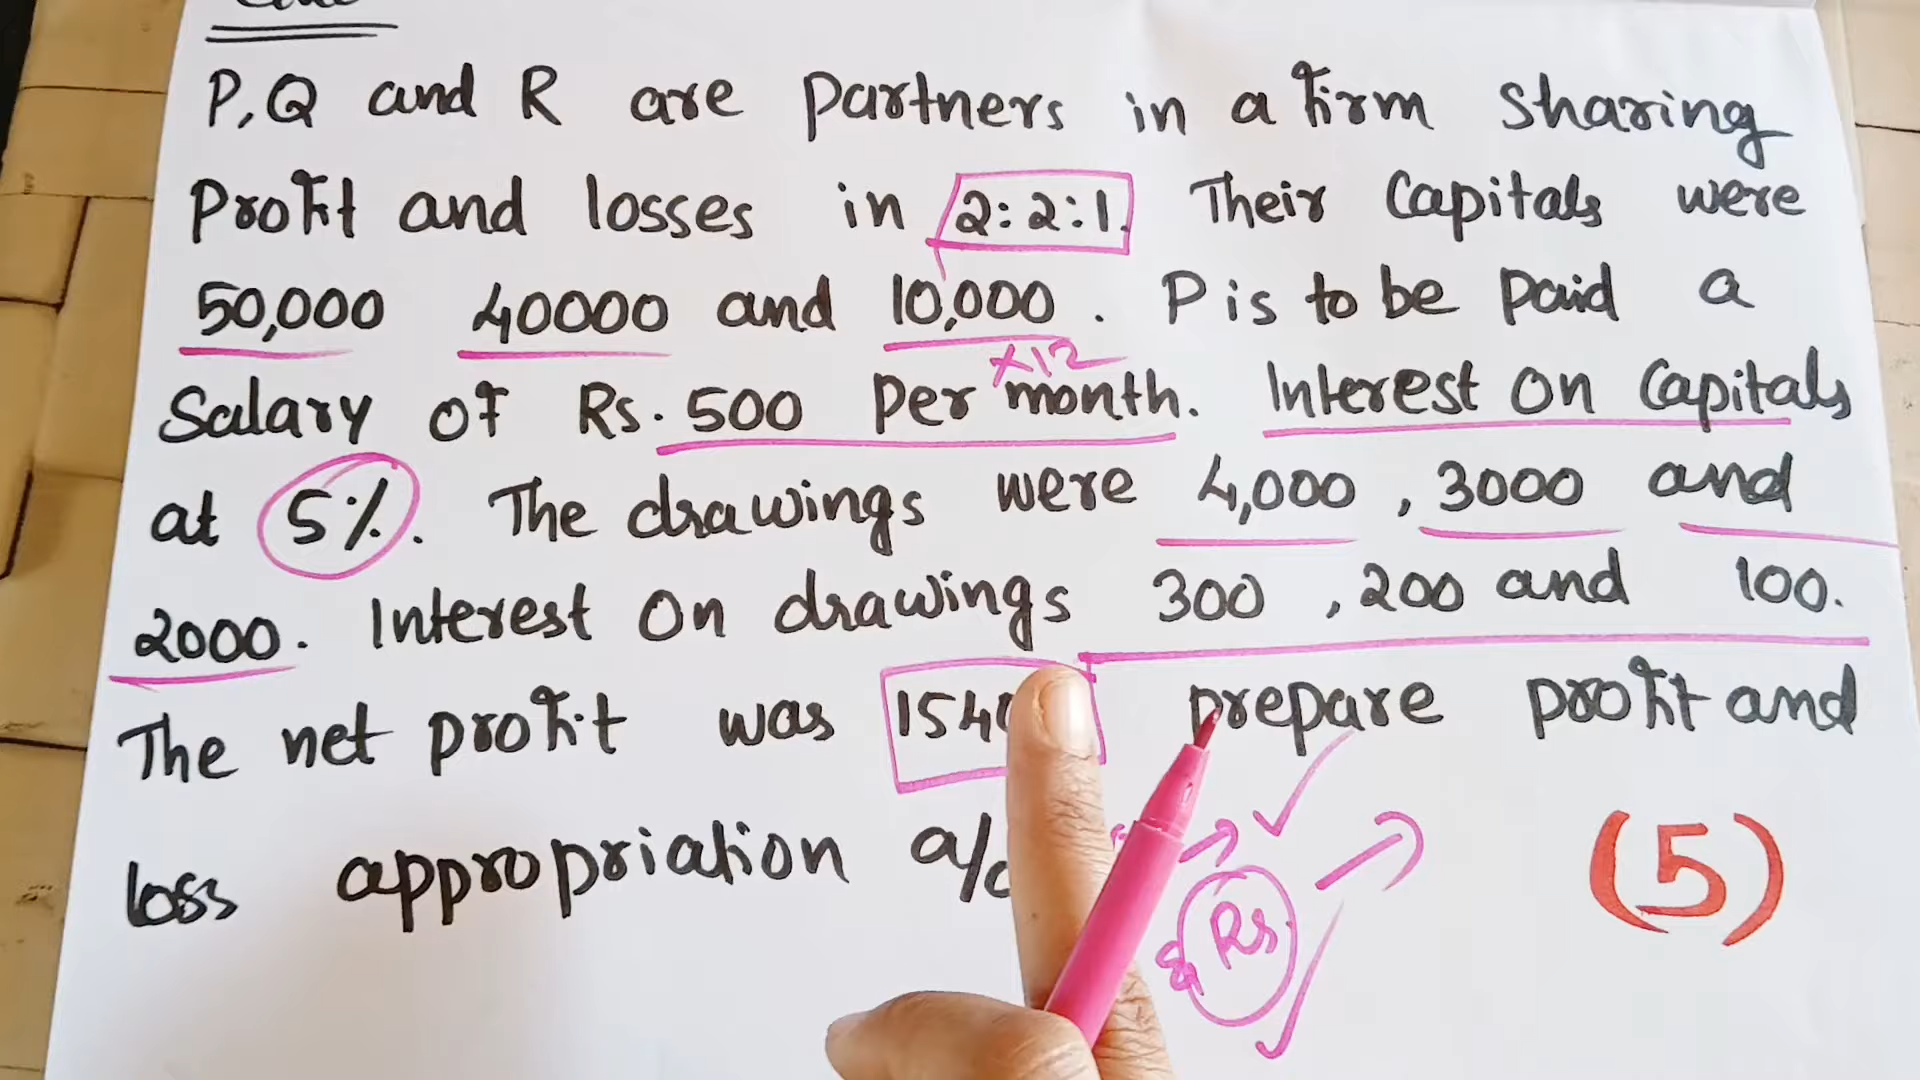 P, Q and R are partners in a firm sharing
Profit and losses in 2:2:1. Their Capitals were
50,000 40000 and 10,000. P is to be paid a
×12
Salary of Rs. 500 Per month. Interest on Capitals
at 5%. The drawings were 4,000, 3000 and
2000. Interest on drawings 300, 200 and 100.
The net profit was prepare profit and
loss appropriation a/c
Rs (5)